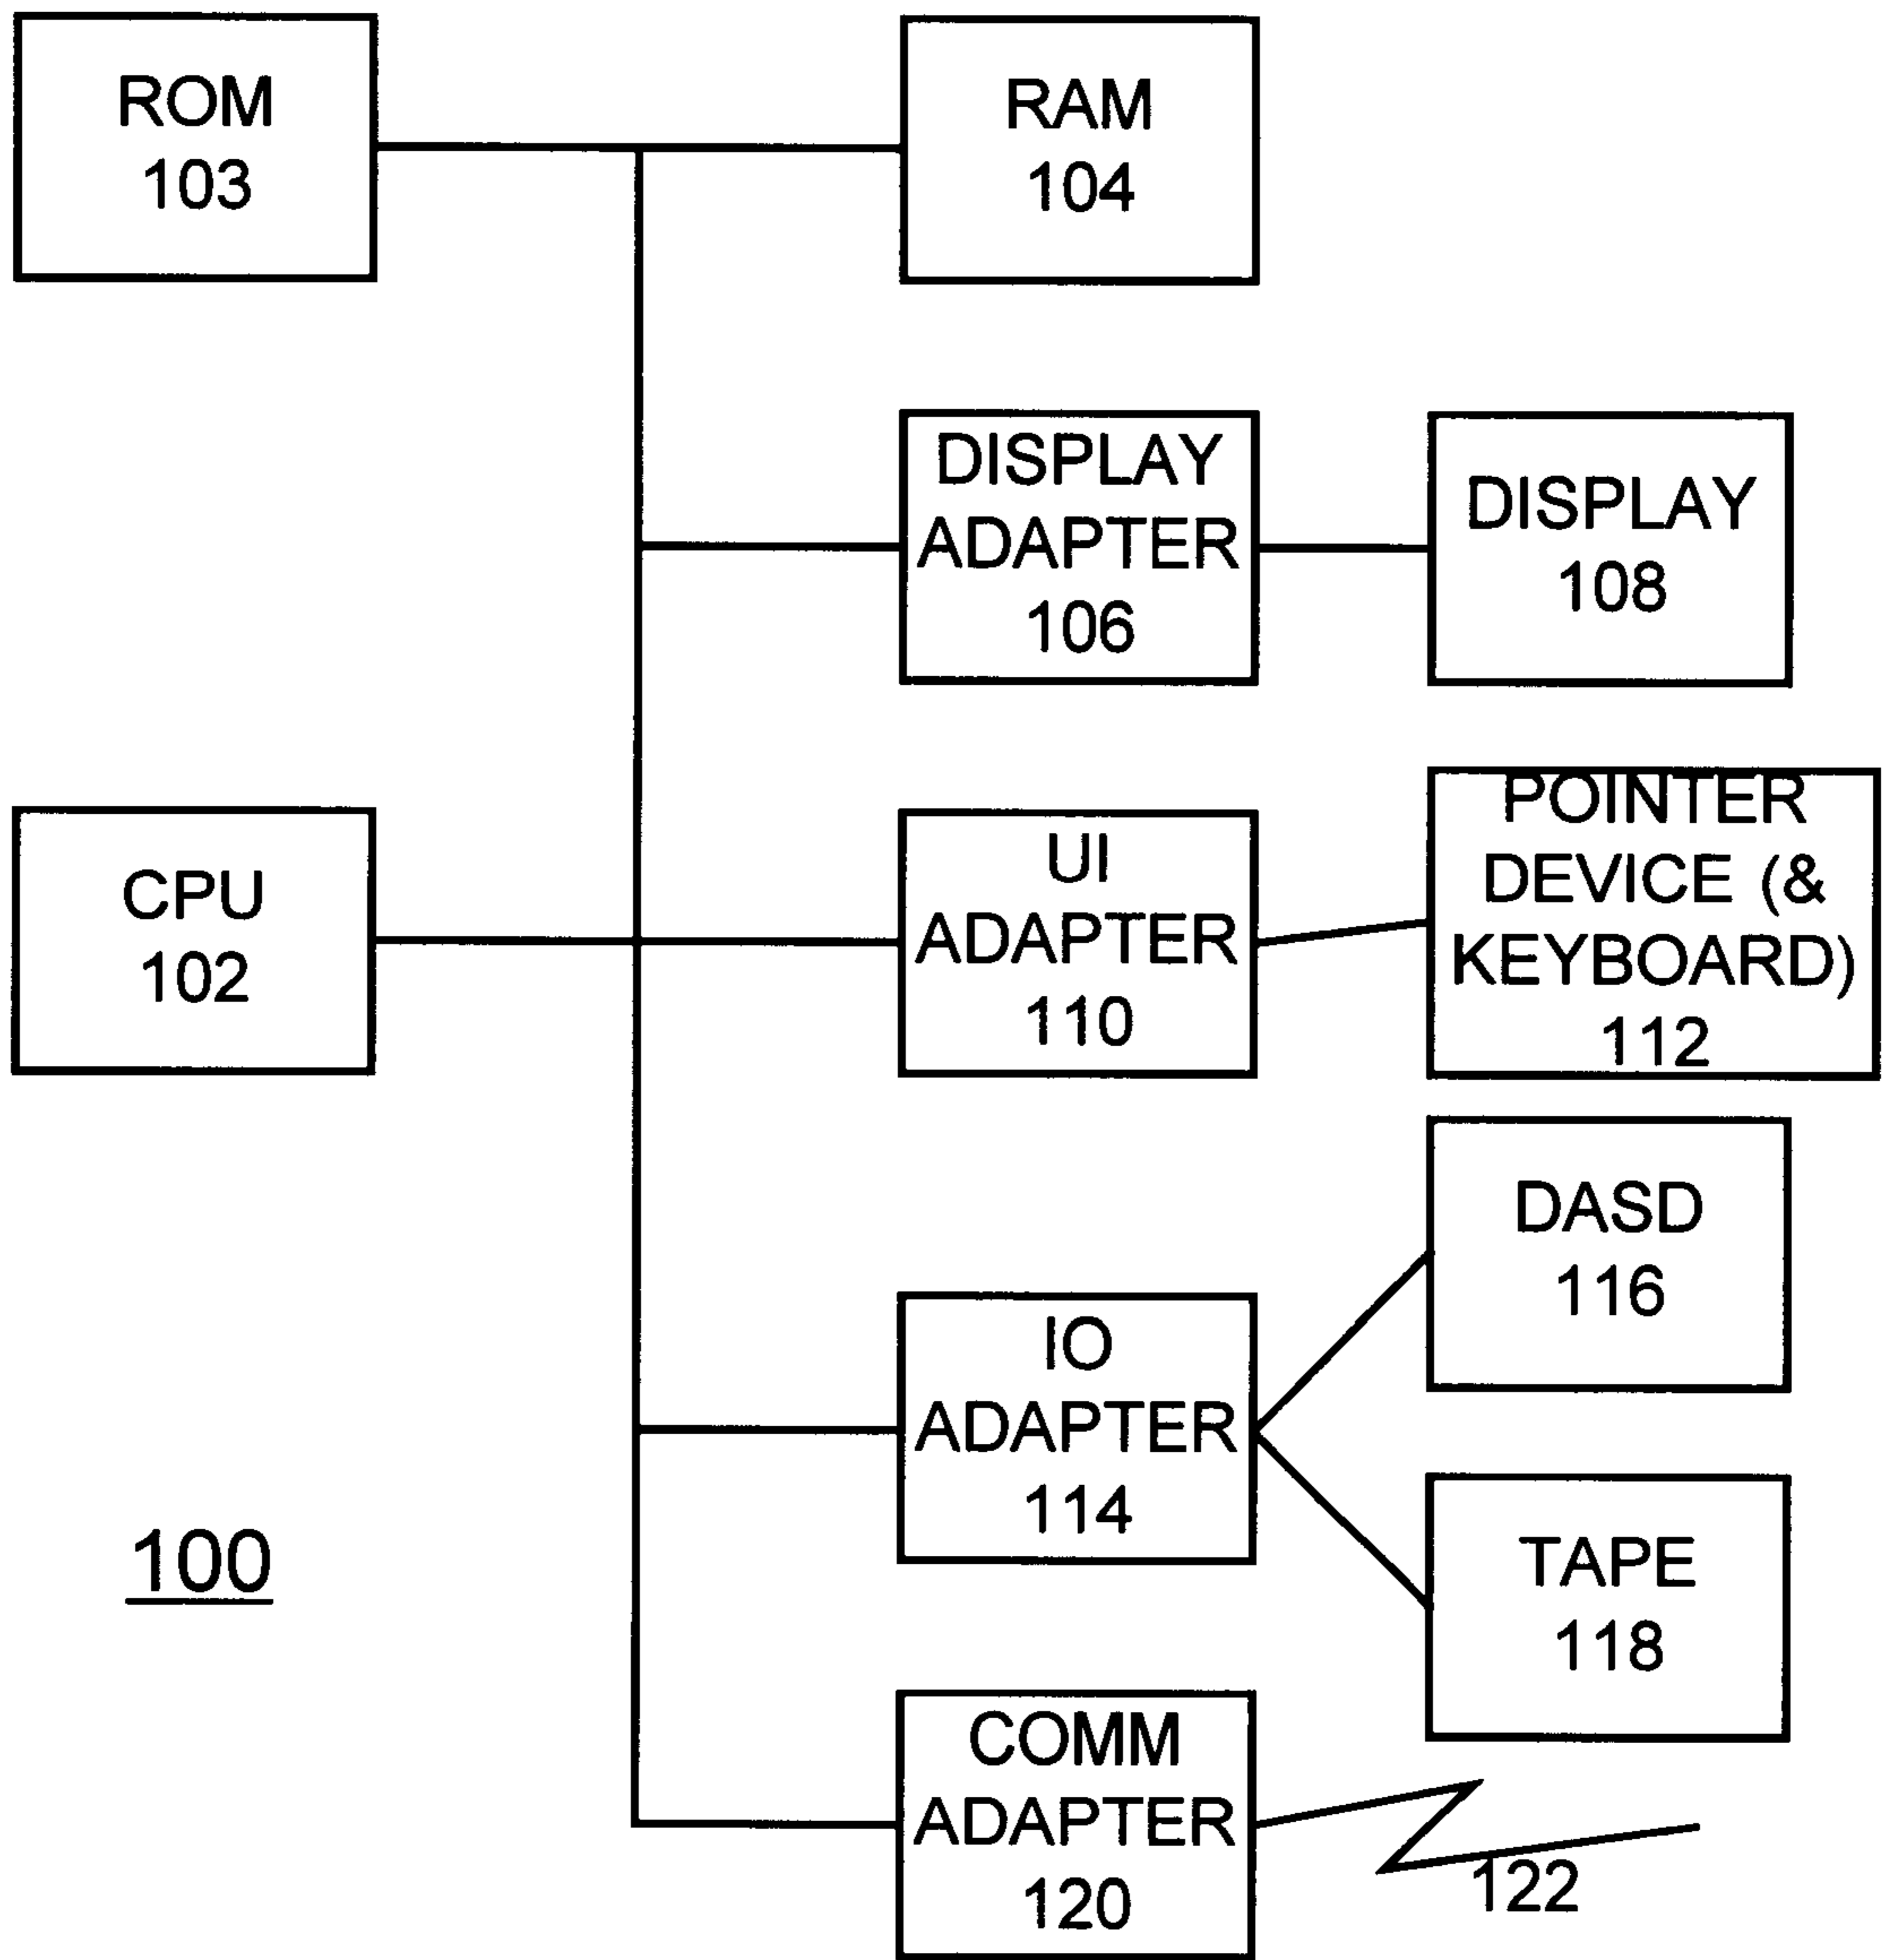 ROM
103
RAM
104
DISPLAY
ADAPTER
106
DISPLAY
108
CPU
102
UI
ADAPTER
110
POINTER
DEVICE (&
KEYBOARD)
112
IO
ADAPTER
114
DASD
116
TAPE
118
100
COMM
ADAPTER
120
122